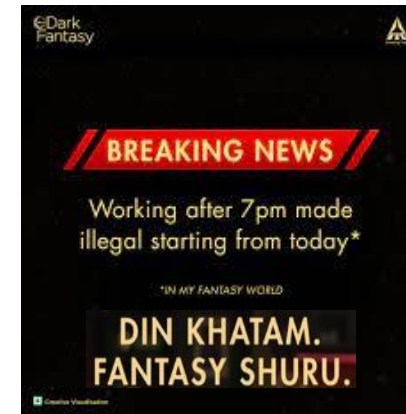 Dark
Fantasy
BREAKING NEWS
Working after 7pm made
illegal starting from today*
*IN MY FANTASY WORLD
DIN KHATAM.
FANTASY SHURU.
Creative Visualisation